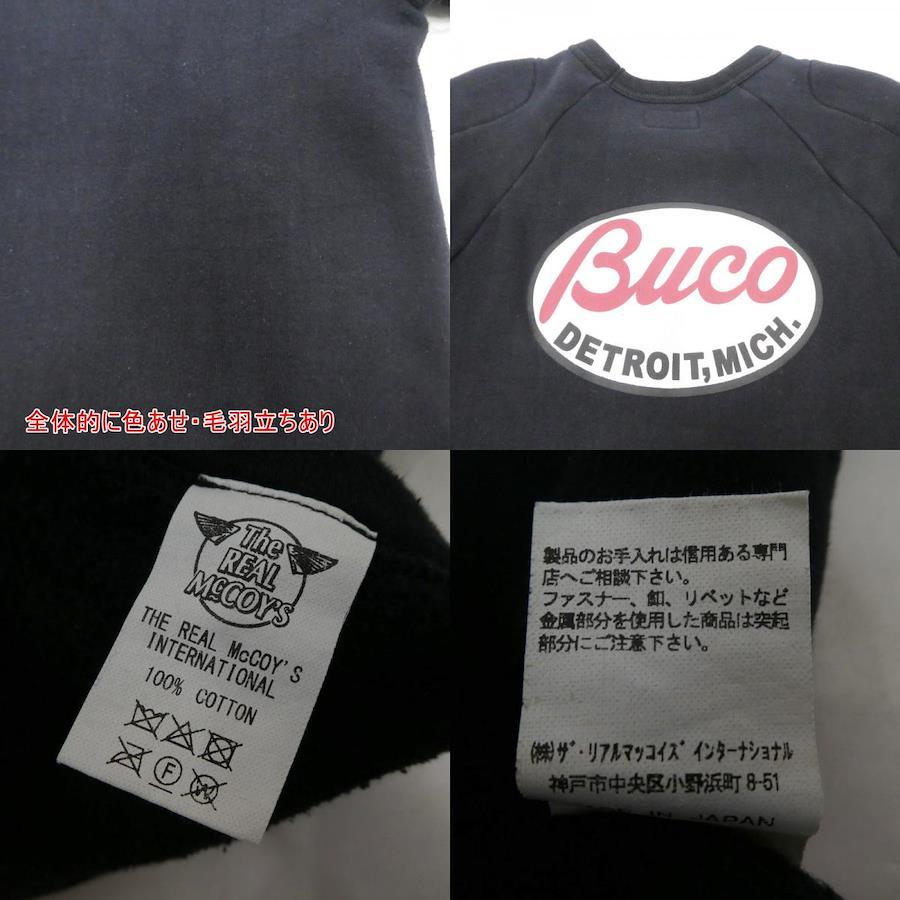 全体的に色あせ・毛羽立ちあり
Buco
DETROIT, MICH.
The
REAL
McCOY'S
THE REAL McCOY'S
INTERNATIONAL
100% COTTON
F
W
製品のお手入れは信用ある専門
店へご相談下さい。
ファスナー、釦、リベットなど
金属部分を使用した商品は突起
部分にご注意下さい。
(株)ザ・リアルマッコイズ インターナショナル
神戸市中央区小野浜町8-51
IN JAPAN